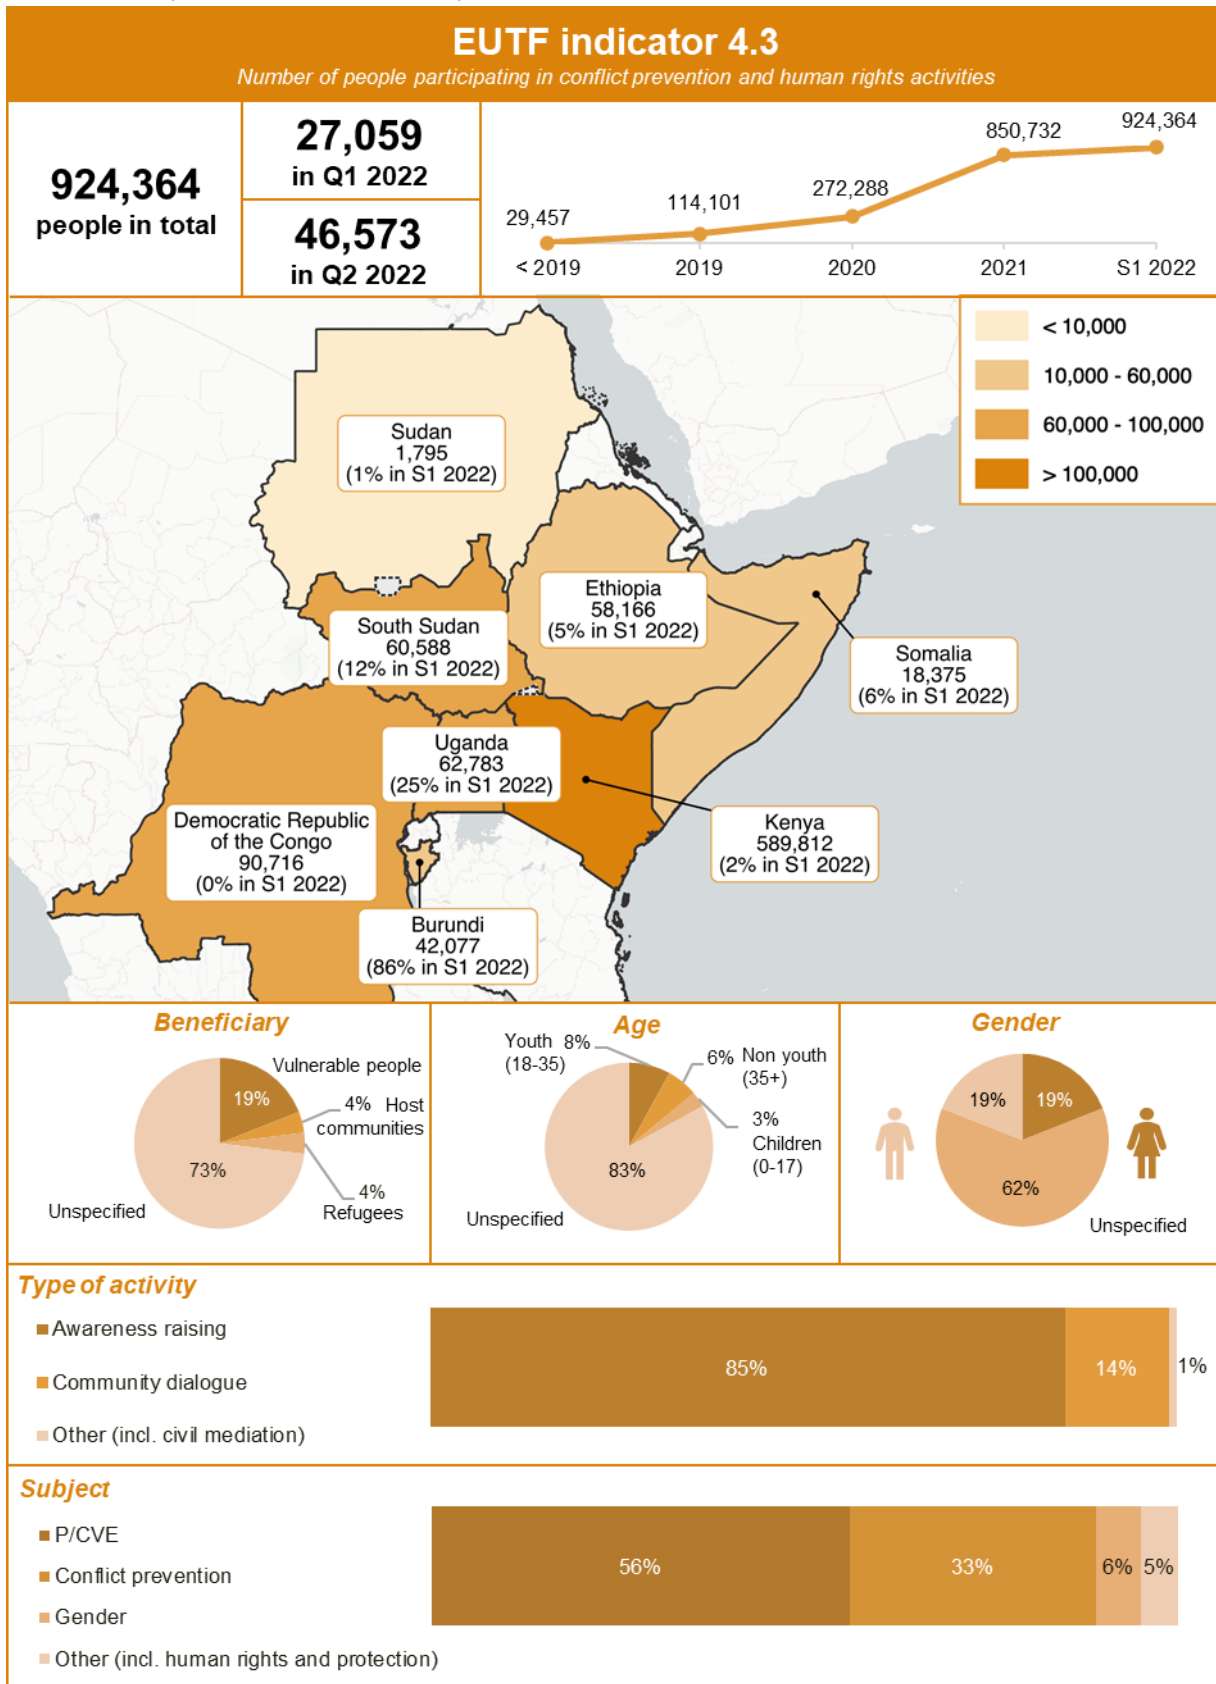 EUTF indicator 4.3
Number of people participating in conflict prevention and human rights activities
924,364
people in total
27,059
in Q1 2022
46,573
in Q2 2022
29,457
114,101
272,288
850,732
924,364
< 2019
2019
2020
2021
S1 2022
< 10,000
10,000 - 60,000
60,000 - 100,000
> 100,000
Sudan
1,795
(1% in S1 2022)
Ethiopia
58,166
(5% in S1 2022)
South Sudan
60,588
(12% in S1 2022)
Somalia
18,375
(6% in S1 2022)
Uganda
62,783
(25% in S1 2022)
Democratic Republic
of the Congo
90,716
(0% in S1 2022)
Kenya
589,812
(2% in S1 2022)
Burundi
42,077
(86% in S1 2022)
Beneficiary
Vulnerable people
19%
4% Host
communities
73%
4%
Refugees
Unspecified
Age
Youth 8%
(18-35)
6% Non youth
(35+)
3%
Children
(0-17)
83%
Unspecified
Gender
19%
19%
62%
Unspecified
Type of activity
Awareness raising
Community dialogue
Other (incl. civil mediation)
85%
14%
1%
Subject
P/CVE
Conflict prevention
Gender
Other (incl. human rights and protection)
56%
33%
6%
5%